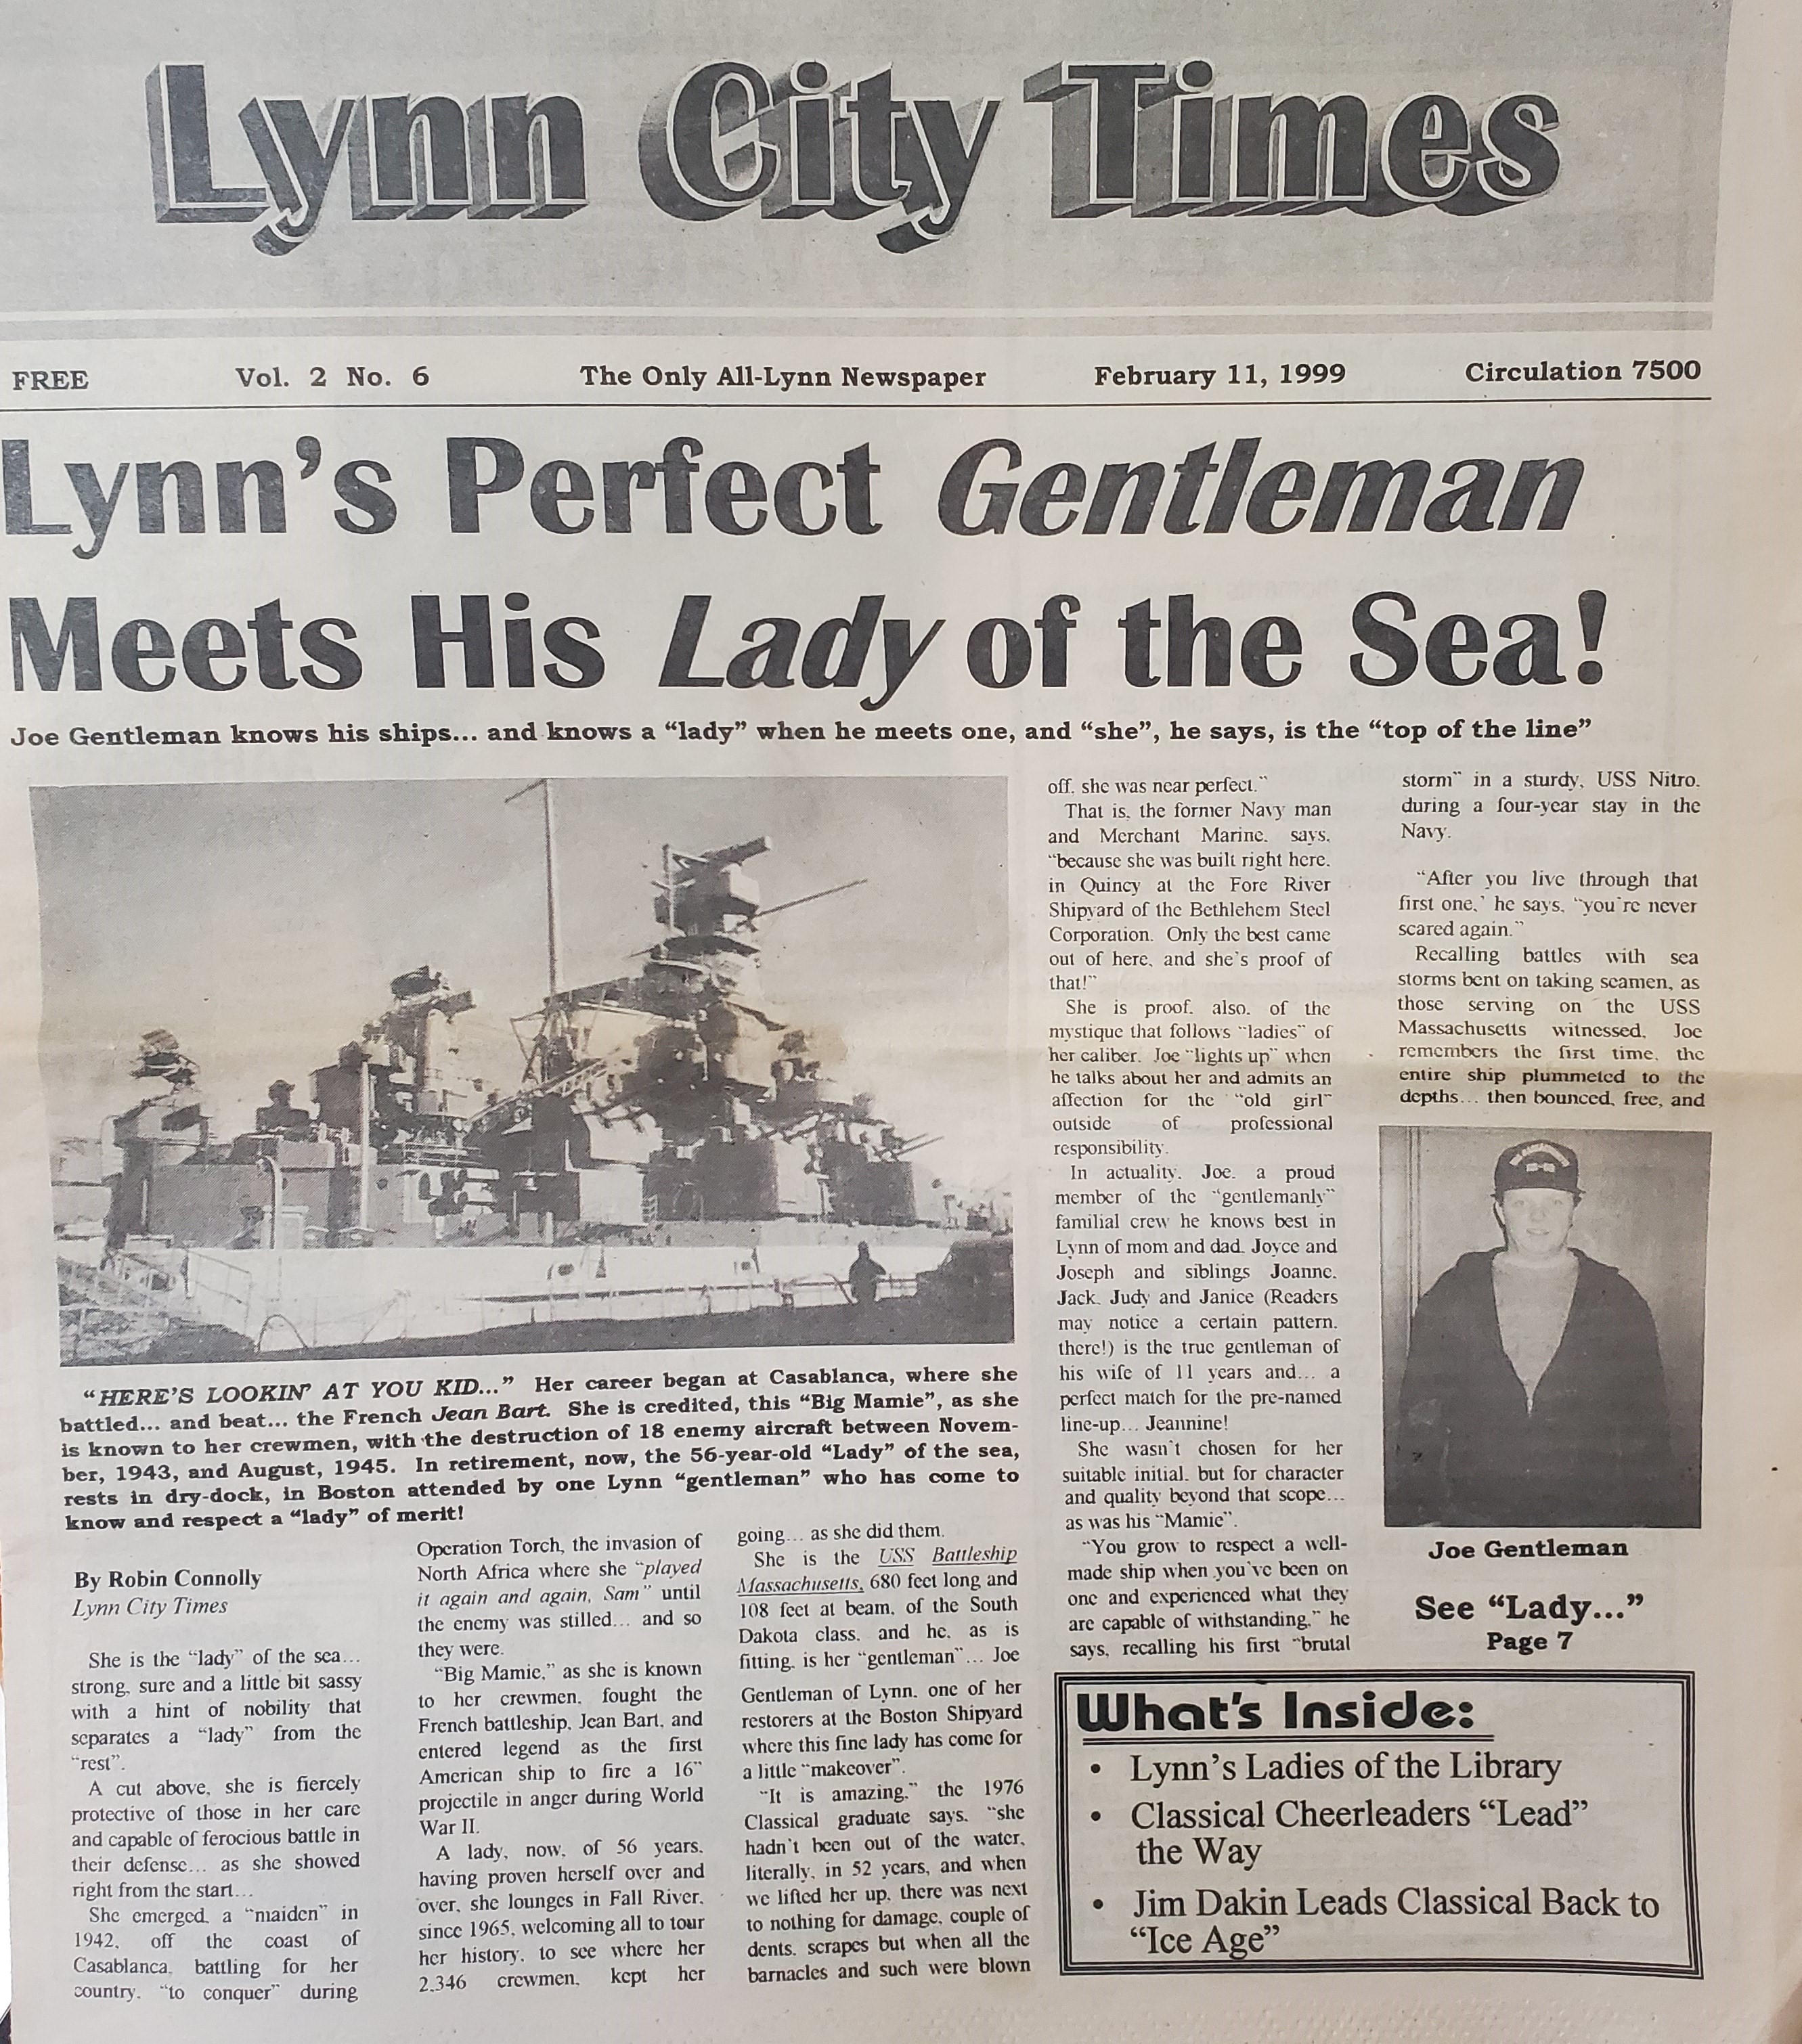 Lynn City Times
FREE Vol. 2 No. 6 The Only All-Lynn Newspaper February 11, 1999 Circulation 7500
Lynn's Perfect Gentleman
Meets His Lady of the Sea!
Joe Gentleman knows his ships... and knows a "lady" when he meets one, and "she", he says, is the "top of the line"
"HERE'S LOOKIN' AT YOU KID..." Her career began at Casablanca, where she
battled... and beat... the French Jean Bart. She is credited, this "Big Mamie", as she
is known to her crewmen, with the destruction of 18 enemy aircraft between Novem-
ber, 1943, and August, 1945. In retirement, now, the 56-year-old "Lady" of the sea,
rests in dry-dock, in Boston attended by one Lynn "gentleman" who has come to
know and respect a "lady" of merit!
By Robin Connolly
Lynn City Times
She is the "lady" of the sea...
strong, sure and a little bit sassy
with a hint of nobility that
separates a "lady" from the
"rest".
A cut above, she is fiercely
protective of those in her care
and capable of ferocious battle in
their defense... as she showed
right from the start...
She emerged, a "maiden" in
1942, off the coast of
Casablanca, battling for her
country, "to conquer" during
Operation Torch, the invasion of
North Africa where she "played
it again and again, Sam" until
the enemy was stilled... and so
they were.
"Big Mamie," as she is known
to her crewmen, fought the
French battleship, Jean Bart, and
entered legend as the first
American ship to fire a 16"
projectile in anger during World
War II.
A lady, now, of 56 years,
having proven herself over and
over, she lounges in Fall River,
since 1965, welcoming all to tour
her history, to see where her
2,346 crewmen, kept her
going... as she did them.
She is the USS Battleship
Massachusetts, 680 feet long and
108 feet at beam, of the South
Dakota class, and he, as is
fitting, is her "gentleman"... Joe
Gentleman of Lynn, one of her
restorers at the Boston Shipyard
where this fine lady has come for
a little "makeover".
"It is amazing," the 1976
Classical graduate says, "she
hadn't been out of the water,
literally, in 52 years, and when
we lifted her up, there was next
to nothing for damage, couple of
dents, scrapes but when all the
barnacles and such were blown
off, she was near perfect."
That is, the former Navy man
and Merchant Marine, says,
"because she was built right here,
in Quincy at the Fore River
Shipyard of the Bethlehem Steel
Corporation. Only the best came
out of here, and she's proof of
that!"
She is proof, also, of the
mystique that follows "ladies" of
her caliber. Joe "lights up" when
he talks about her and admits an
affection for the "old girl"
outside of professional
responsibility.
In actuality, Joe, a proud
member of the "gentlemanly"
familial crew he knows best in
Lynn of mom and dad, Joyce and
Joseph and siblings Joanne,
Jack, Judy and Janice (Readers
may notice a certain pattern,
there!) is the true gentleman of
his wife of 11 years and... a
perfect match for the pre-named
line-up... Jeannine!
She wasn't chosen for her
suitable initial, but for character
and quality beyond that scope...
as was his "Mamie".
"You grow to respect a well-
made ship when you've been on
one and experienced what they
are capable of withstanding," he
says, recalling his first "brutal
storm" in a sturdy, USS Nitro,
during a four-year stay in the
Navy.
"After you live through that
first one,' he says, "you're never
scared again."
Recalling battles with sea
storms bent on taking seamen, as
those serving on the USS
Massachusetts witnessed, Joe
remembers the first time, the
entire ship plummeted to the
depths... then bounced, free, and
Joe Gentleman
See "Lady..."
Page 7
What's Inside:
• Lynn's Ladies of the Library
• Classical Cheerleaders "Lead"
the Way
• Jim Dakin Leads Classical Back to
"Ice Age"